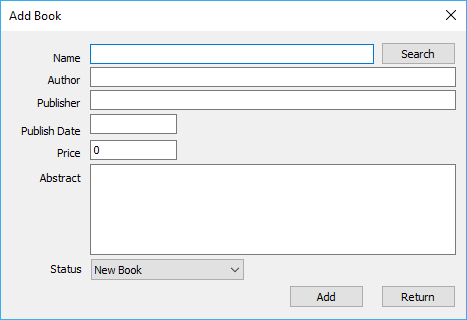 Add Book
Name Search
Author
Publisher
Publish Date
Price 0
Abstract
Status New Book
Add Return